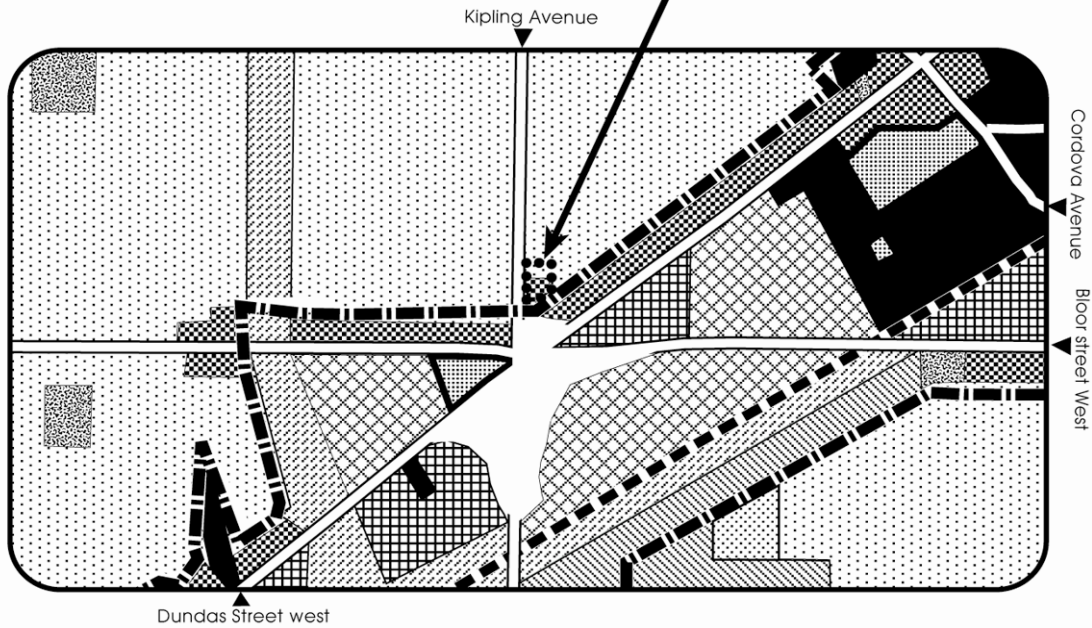 Kipling Avenue
Cordova Avenue
Bloor street West
Dundas Street west